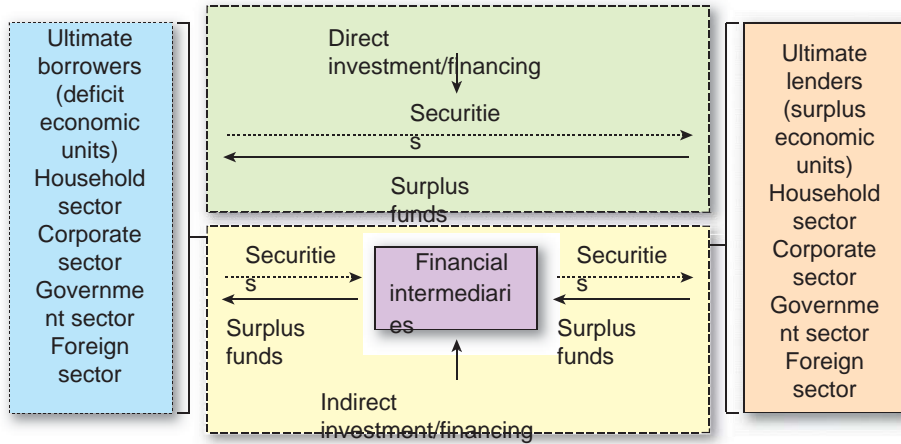 Ultimate
borrowers
(deficit
economic
units)
Household
sector
Corporate
sector
Governme
nt sector
Foreign
sector
Direct
investment/financing
Securitie
s
Surplus
funds
Securitie
s
Surplus
funds
Financial
intermediari
es
Securitie
s
Surplus
funds
Indirect
investment/financing
Ultimate
lenders
(surplus
economic
units)
Household
sector
Corporate
sector
Governme
nt sector
Foreign
sector